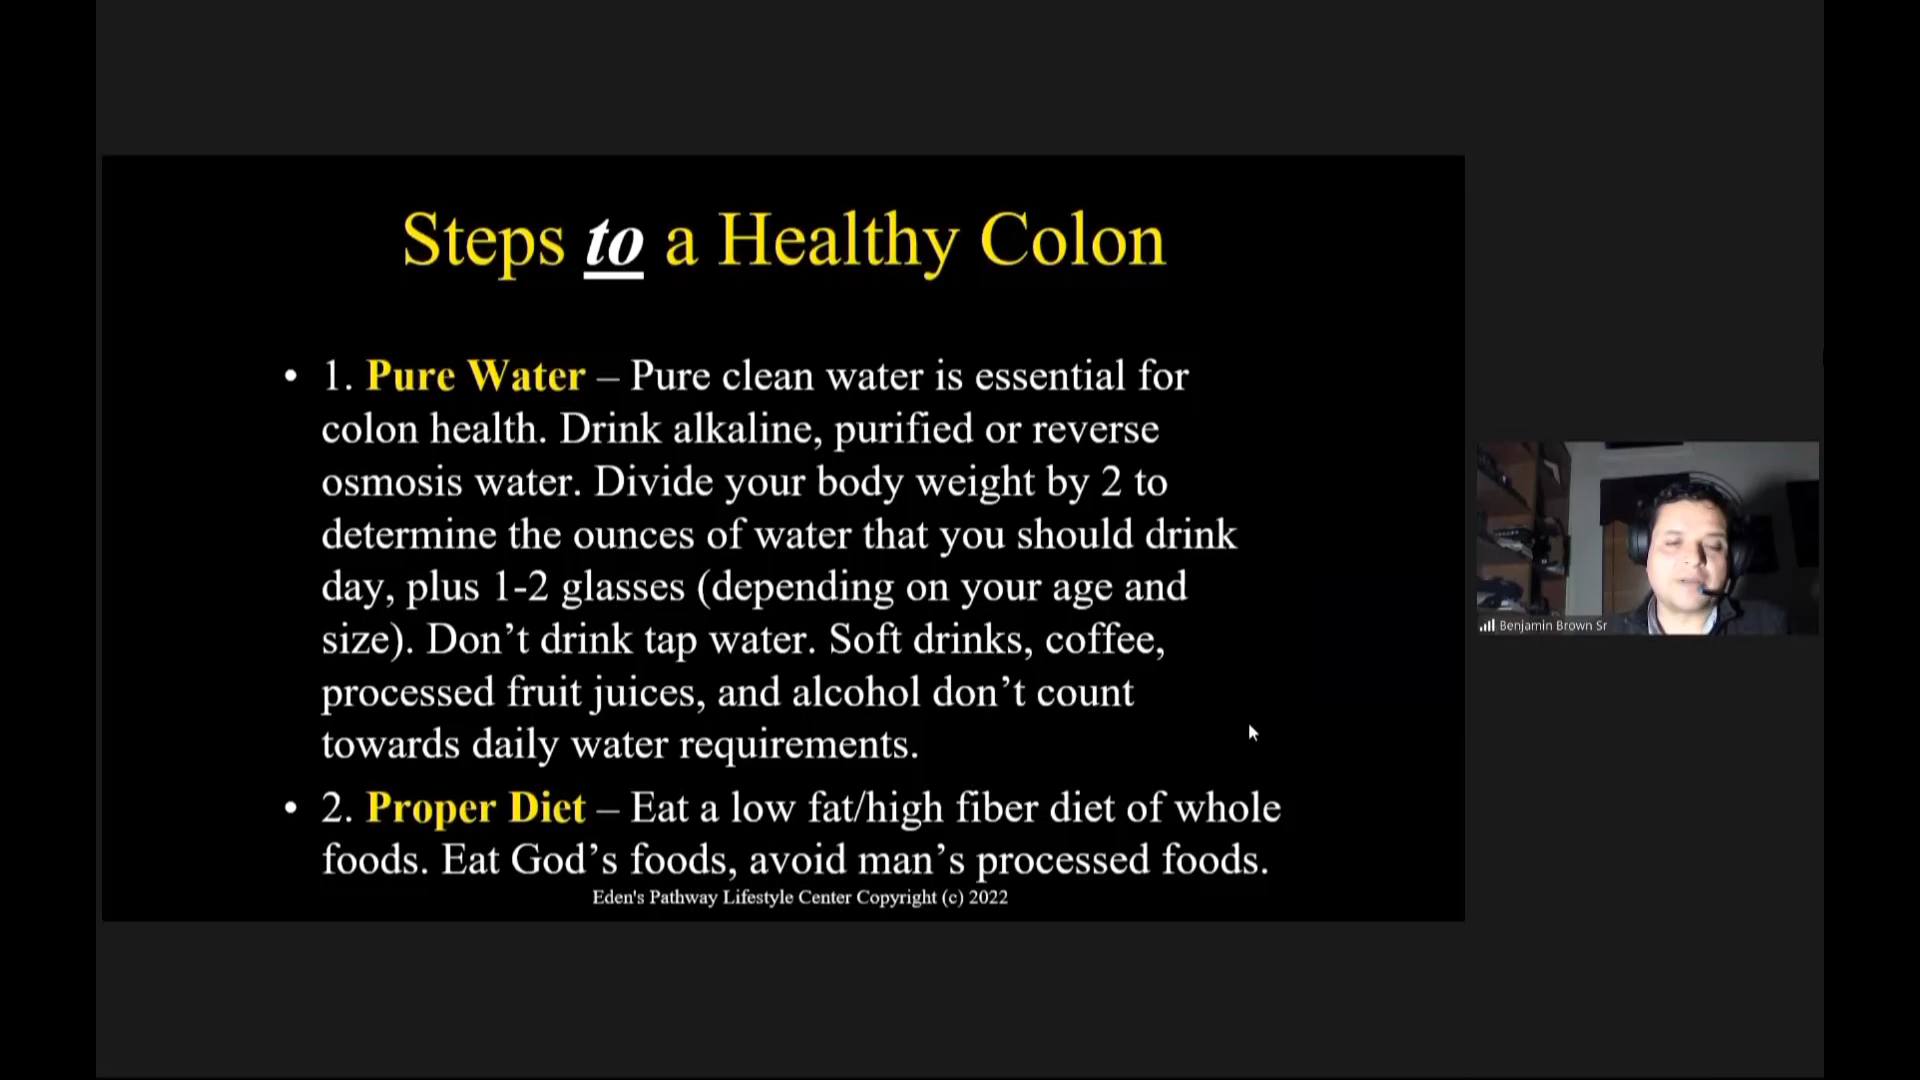 Steps to a Healthy Colon
• 1. Pure Water – Pure clean water is essential for
colon health. Drink alkaline, purified or reverse
osmosis water. Divide your body weight by 2 to
determine the ounces of water that you should drink
day, plus 1-2 glasses (depending on your age and
size). Don’t drink tap water. Soft drinks, coffee,
processed fruit juices, and alcohol don’t count
towards daily water requirements.
• 2. Proper Diet – Eat a low fat/high fiber diet of whole
foods. Eat God’s foods, avoid man’s processed foods.
Eden's Pathway Lifestyle Center Copyright (c) 2022
Benjamin Brown Sr